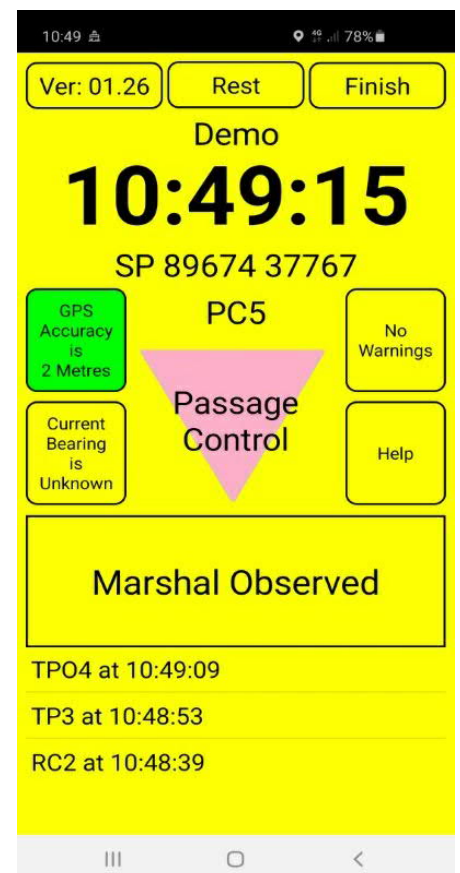 10:49 4G 78%
Ver: 01.26 Rest Finish
Demo
10:49:15
SP 89674 37767
GPS
Accuracy
is
2 Metres
PC5
No
Warnings
Passage
Control
Current
Bearing
is
Unknown
Help
Marshal Observed
TPO4 at 10:49:09
TP3 at 10:48:53
RC2 at 10:48:39